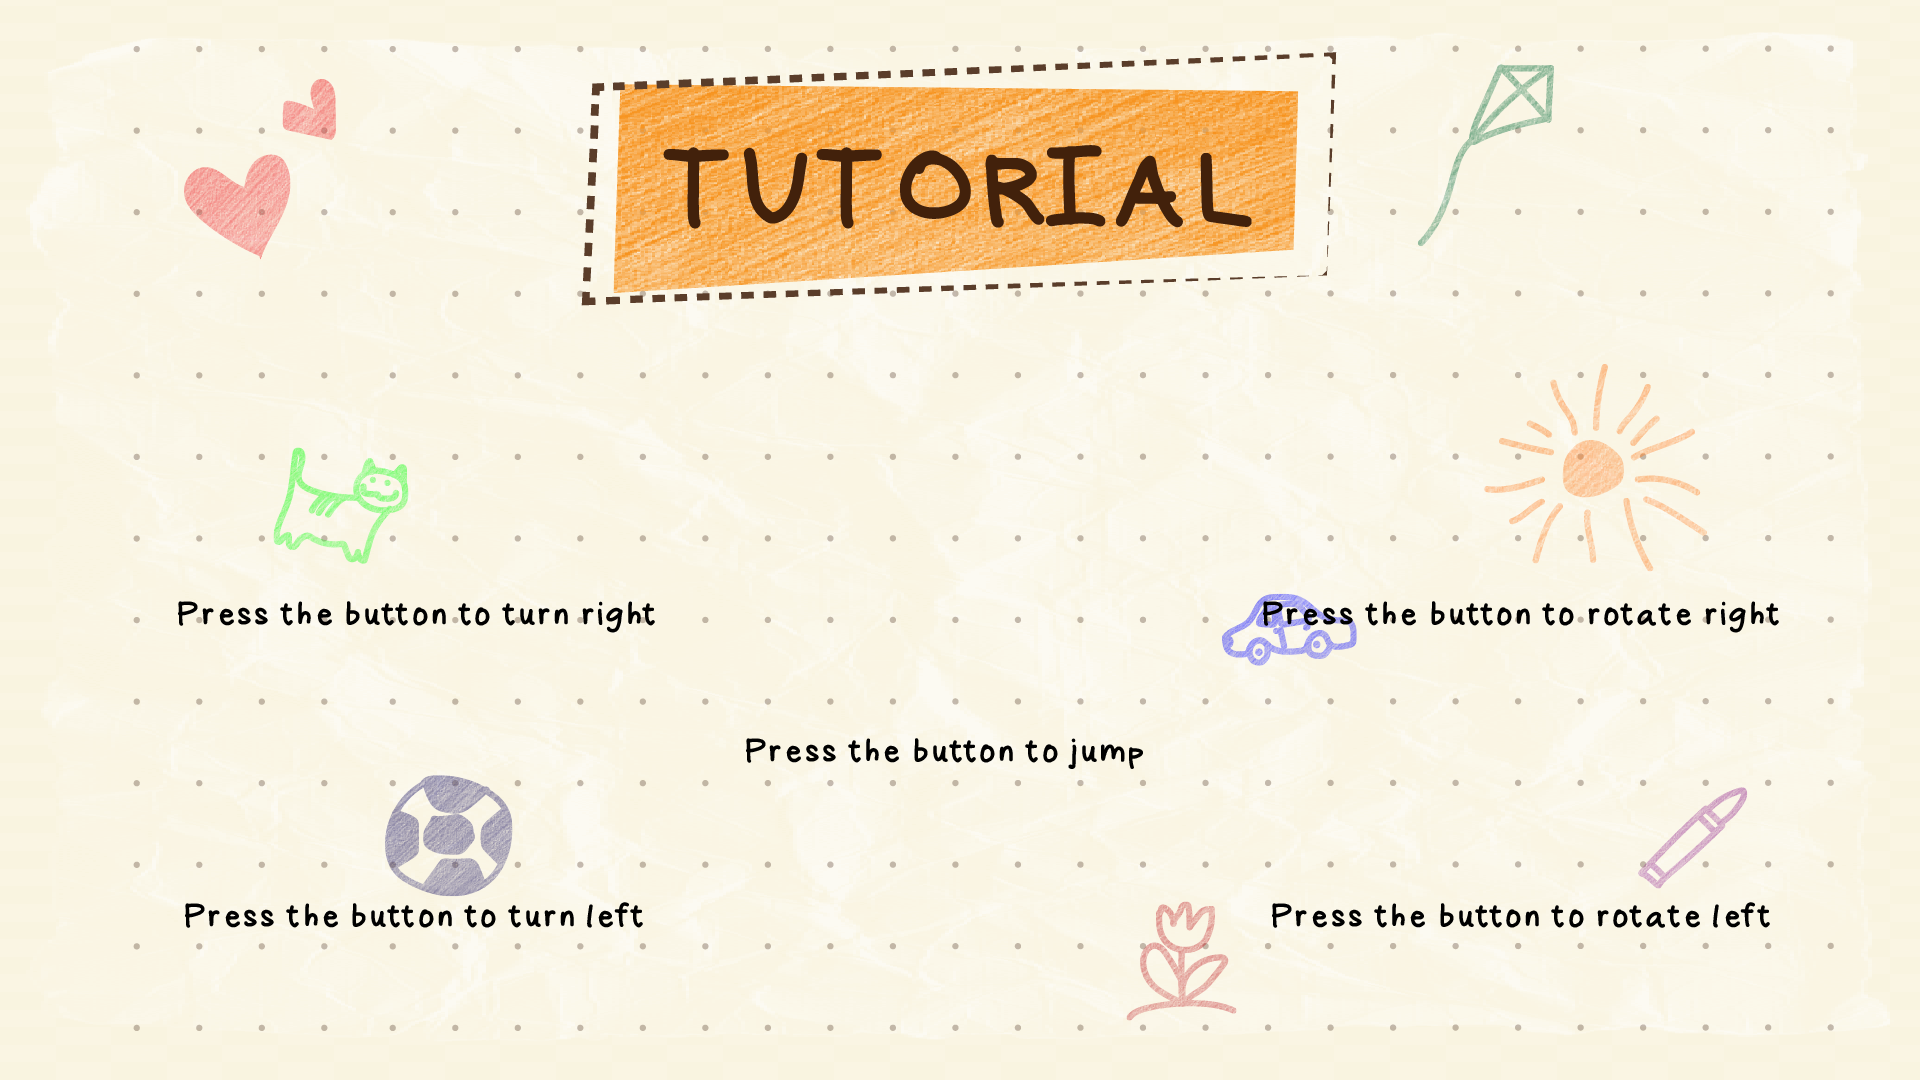 TUTORIAL
Press the button to turn right
Press the button to rotate right
Press the button to jump
Press the button to turn left
Press the button to rotate left